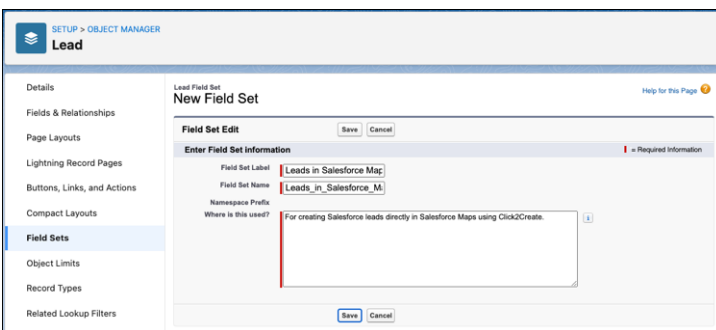 SETUP > OBJECT MANAGER
Lead
Details
Fields & Relationships
Page Layouts
Lightning Record Pages
Buttons, Links, and Actions
Compact Layouts
Field Sets
Object Limits
Record Types
Related Lookup Filters
Lead Field Set
New Field Set
Help for this Page
Field Set Edit Save Cancel
Enter Field Set information = Required Information
Field Set Label Leads in Salesforce Map
Field Set Name Leads_in_Salesforce_M
Namespace Prefix
Where is this used? For creating Salesforce leads directly in Salesforce Maps using Click2Create.
Save Cancel